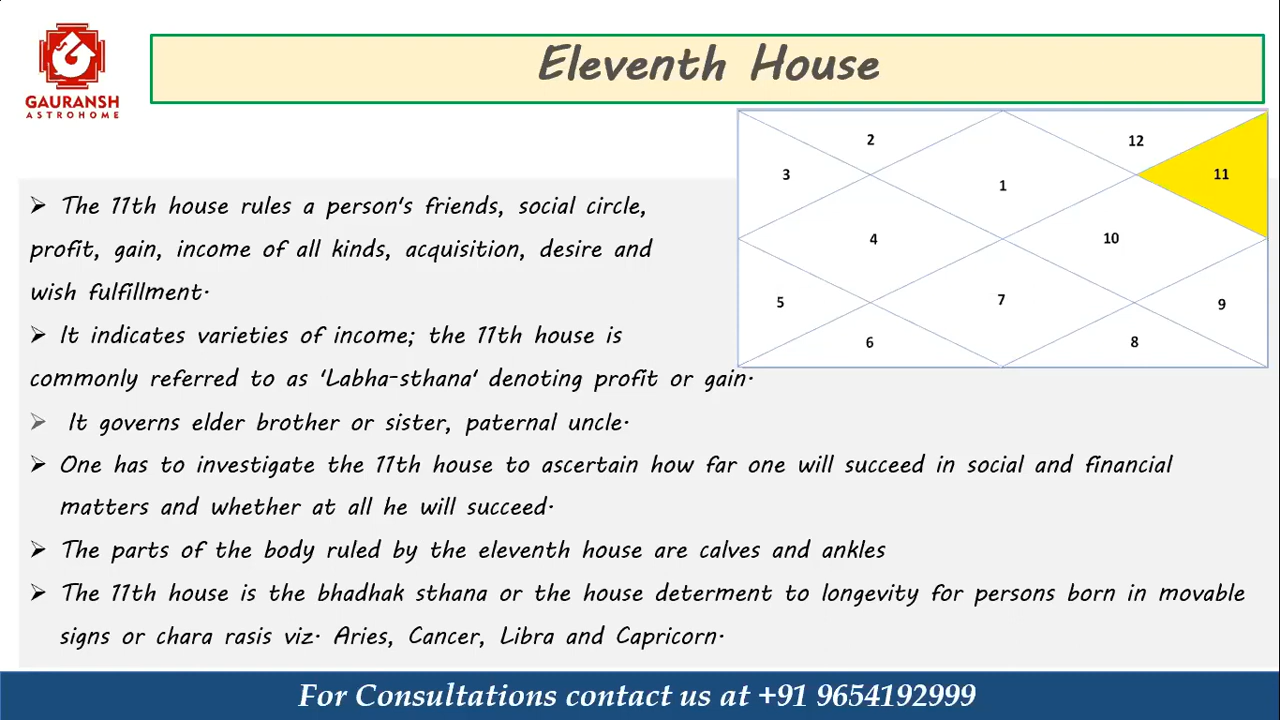 GAURANSH
ASTROHOME
Eleventh House
2
12
3
11
1
4
10
5
7
9
6
8
➢ The 11th house rules a person's friends, social circle,
profit, gain, income of all kinds, acquisition, desire and
wish fulfillment.
➢ It indicates varieties of income; the 11th house is
commonly referred to as 'Labha-sthana' denoting profit or gain.
➢ It governs elder brother or sister, paternal uncle.
➢ One has to investigate the 11th house to ascertain how far one will succeed in social and financial
matters and whether at all he will succeed.
➢ The parts of the body ruled by the eleventh house are calves and ankles
➢ The 11th house is the bhadhak sthana or the house determent to longevity for persons born in movable
signs or chara rasis viz. Aries, Cancer, Libra and Capricorn.
For Consultations contact us at +91 9654192999